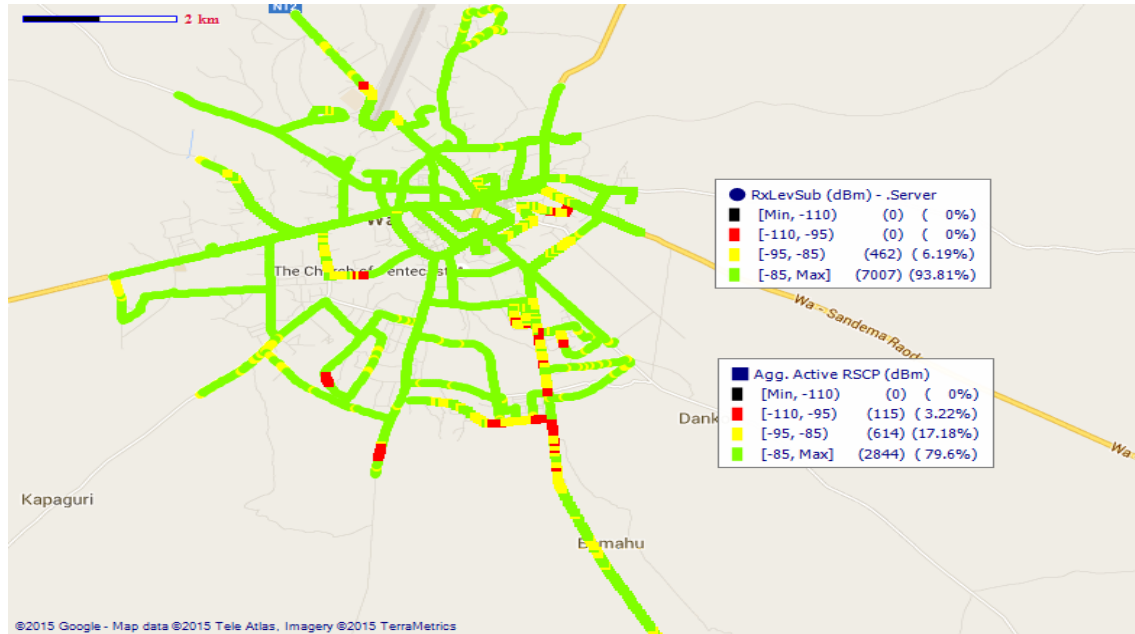 N12
2 km
RxLevSub (dBm) - .Server
[Min, -110) (0) ( 0%)
[-110, -95) (0) ( 0%)
[-95, -85) (462) ( 6.19%)
[-85, Max] (7007) (93.81%)
Wa
The Church of Pentecost
Wa - Sandema Raod
Agg. Active RSCP (dBm)
[Min, -110) (0) ( 0%)
[-110, -95) (115) ( 3.22%)
[-95, -85) (614) (17.18%)
[-85, Max] (2844) ( 79.6%)
Dank
Wa
Kapaguri
©2015 Google - Map data ©2015 Tele Atlas, Imagery ©2015 TerraMetrics